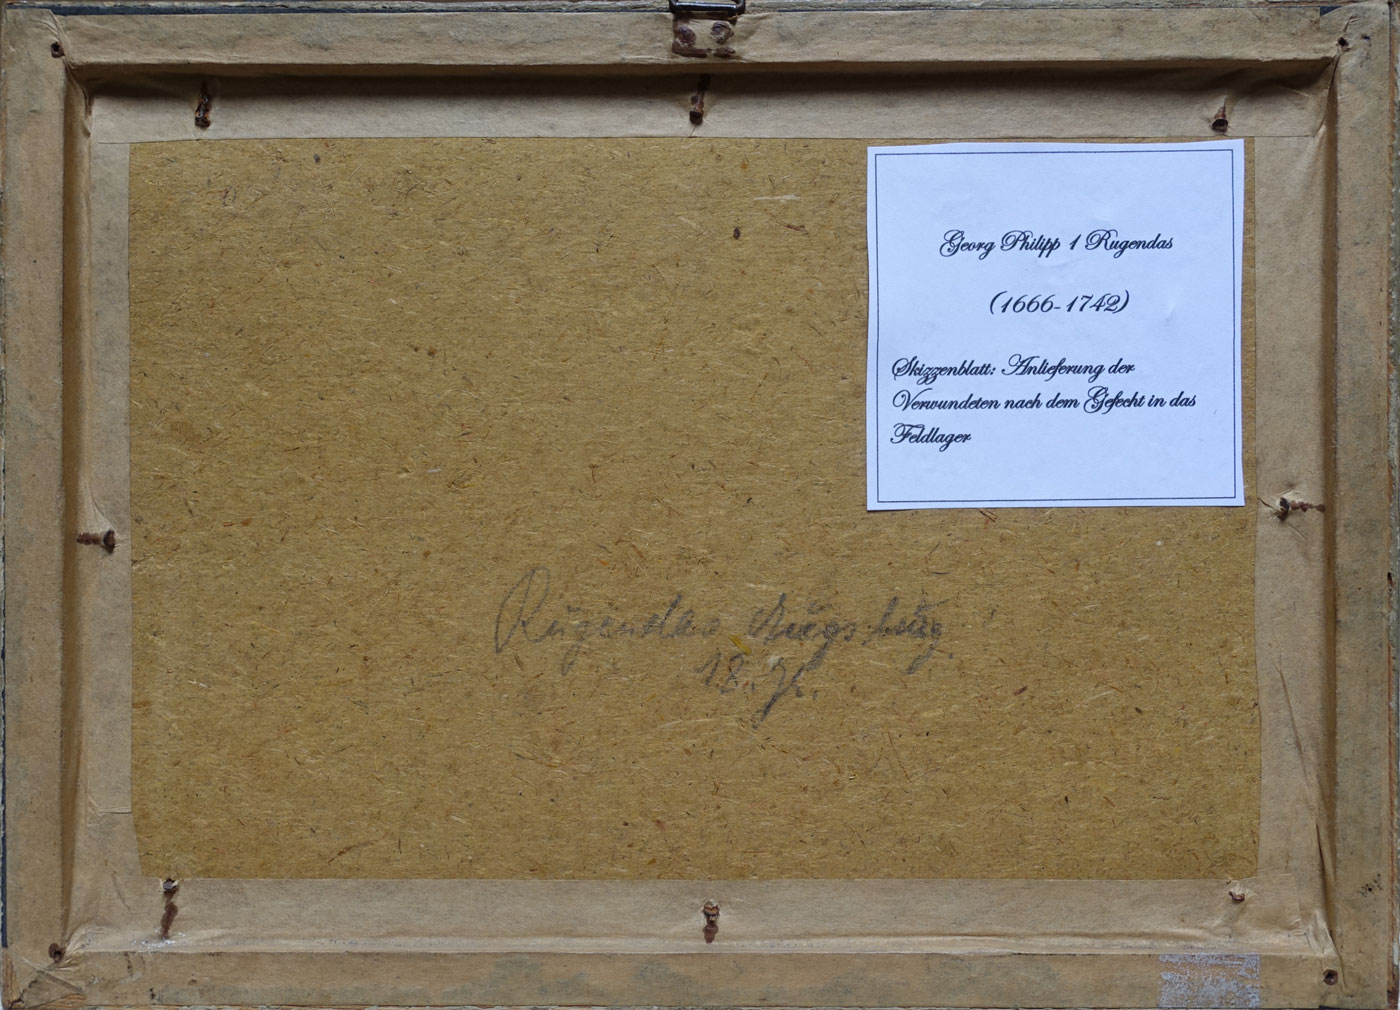 Georg Philipp 1 Rugendas
(1666-1742)
Skizzenblatt: Anlieferung der
Verwundeten nach dem Gefecht in das
Feldlager
Rugendas Augsburg
18. Jh.